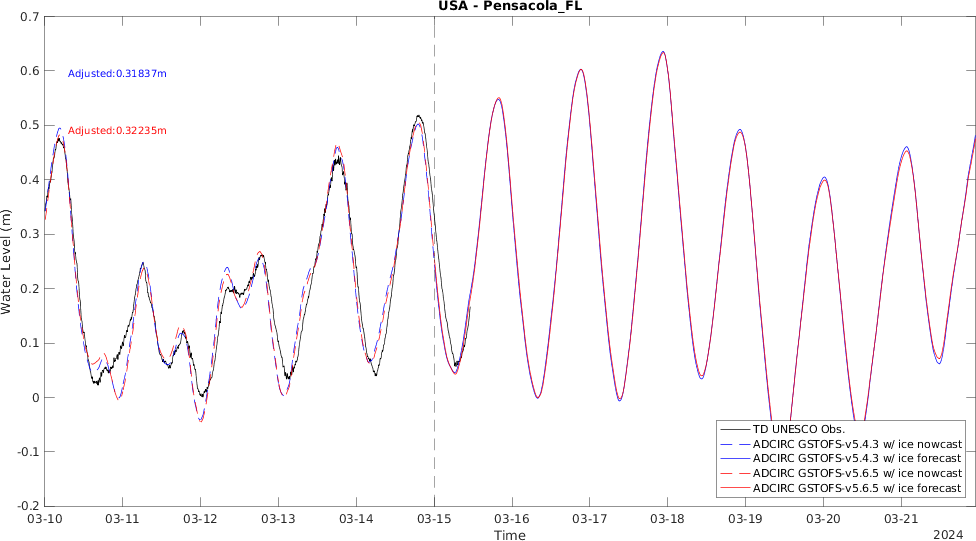 USA - Pensacola_FL
0.7
0.6
0.5
0.4
0.3
0.2
0.1
0
-0.1
-0.2
Water Level (m)
Adjusted:0.31837m
Adjusted:0.32235m
TD UNESCO Obs.
ADCIRC GSTOFS-v5.4.3 w/ ice nowcast
ADCIRC GSTOFS-v5.4.3 w/ ice forecast
ADCIRC GSTOFS-v5.6.5 w/ ice nowcast
ADCIRC GSTOFS-v5.6.5 w/ ice forecast
03-10 03-11 03-12 03-13 03-14 03-15 03-16 03-17 03-18 03-19 03-20 03-21
Time
2024